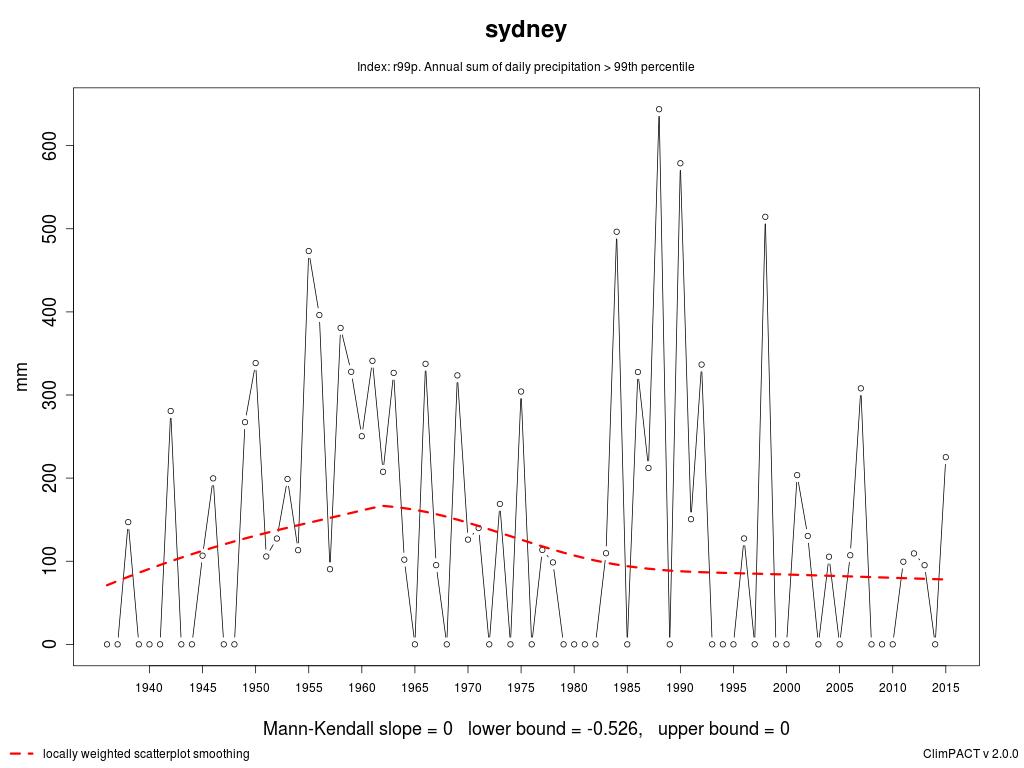 sydney
Index: r99p. Annual sum of daily precipitation > 99th percentile
mm
600
500
400
300
200
100
0
1940 1945 1950 1955 1960 1965 1970 1975 1980 1985 1990 1995 2000 2005 2010 2015
Mann-Kendall slope = 0 lower bound = -0.526, upper bound = 0
locally weighted scatterplot smoothing
ClimPACT v 2.0.0